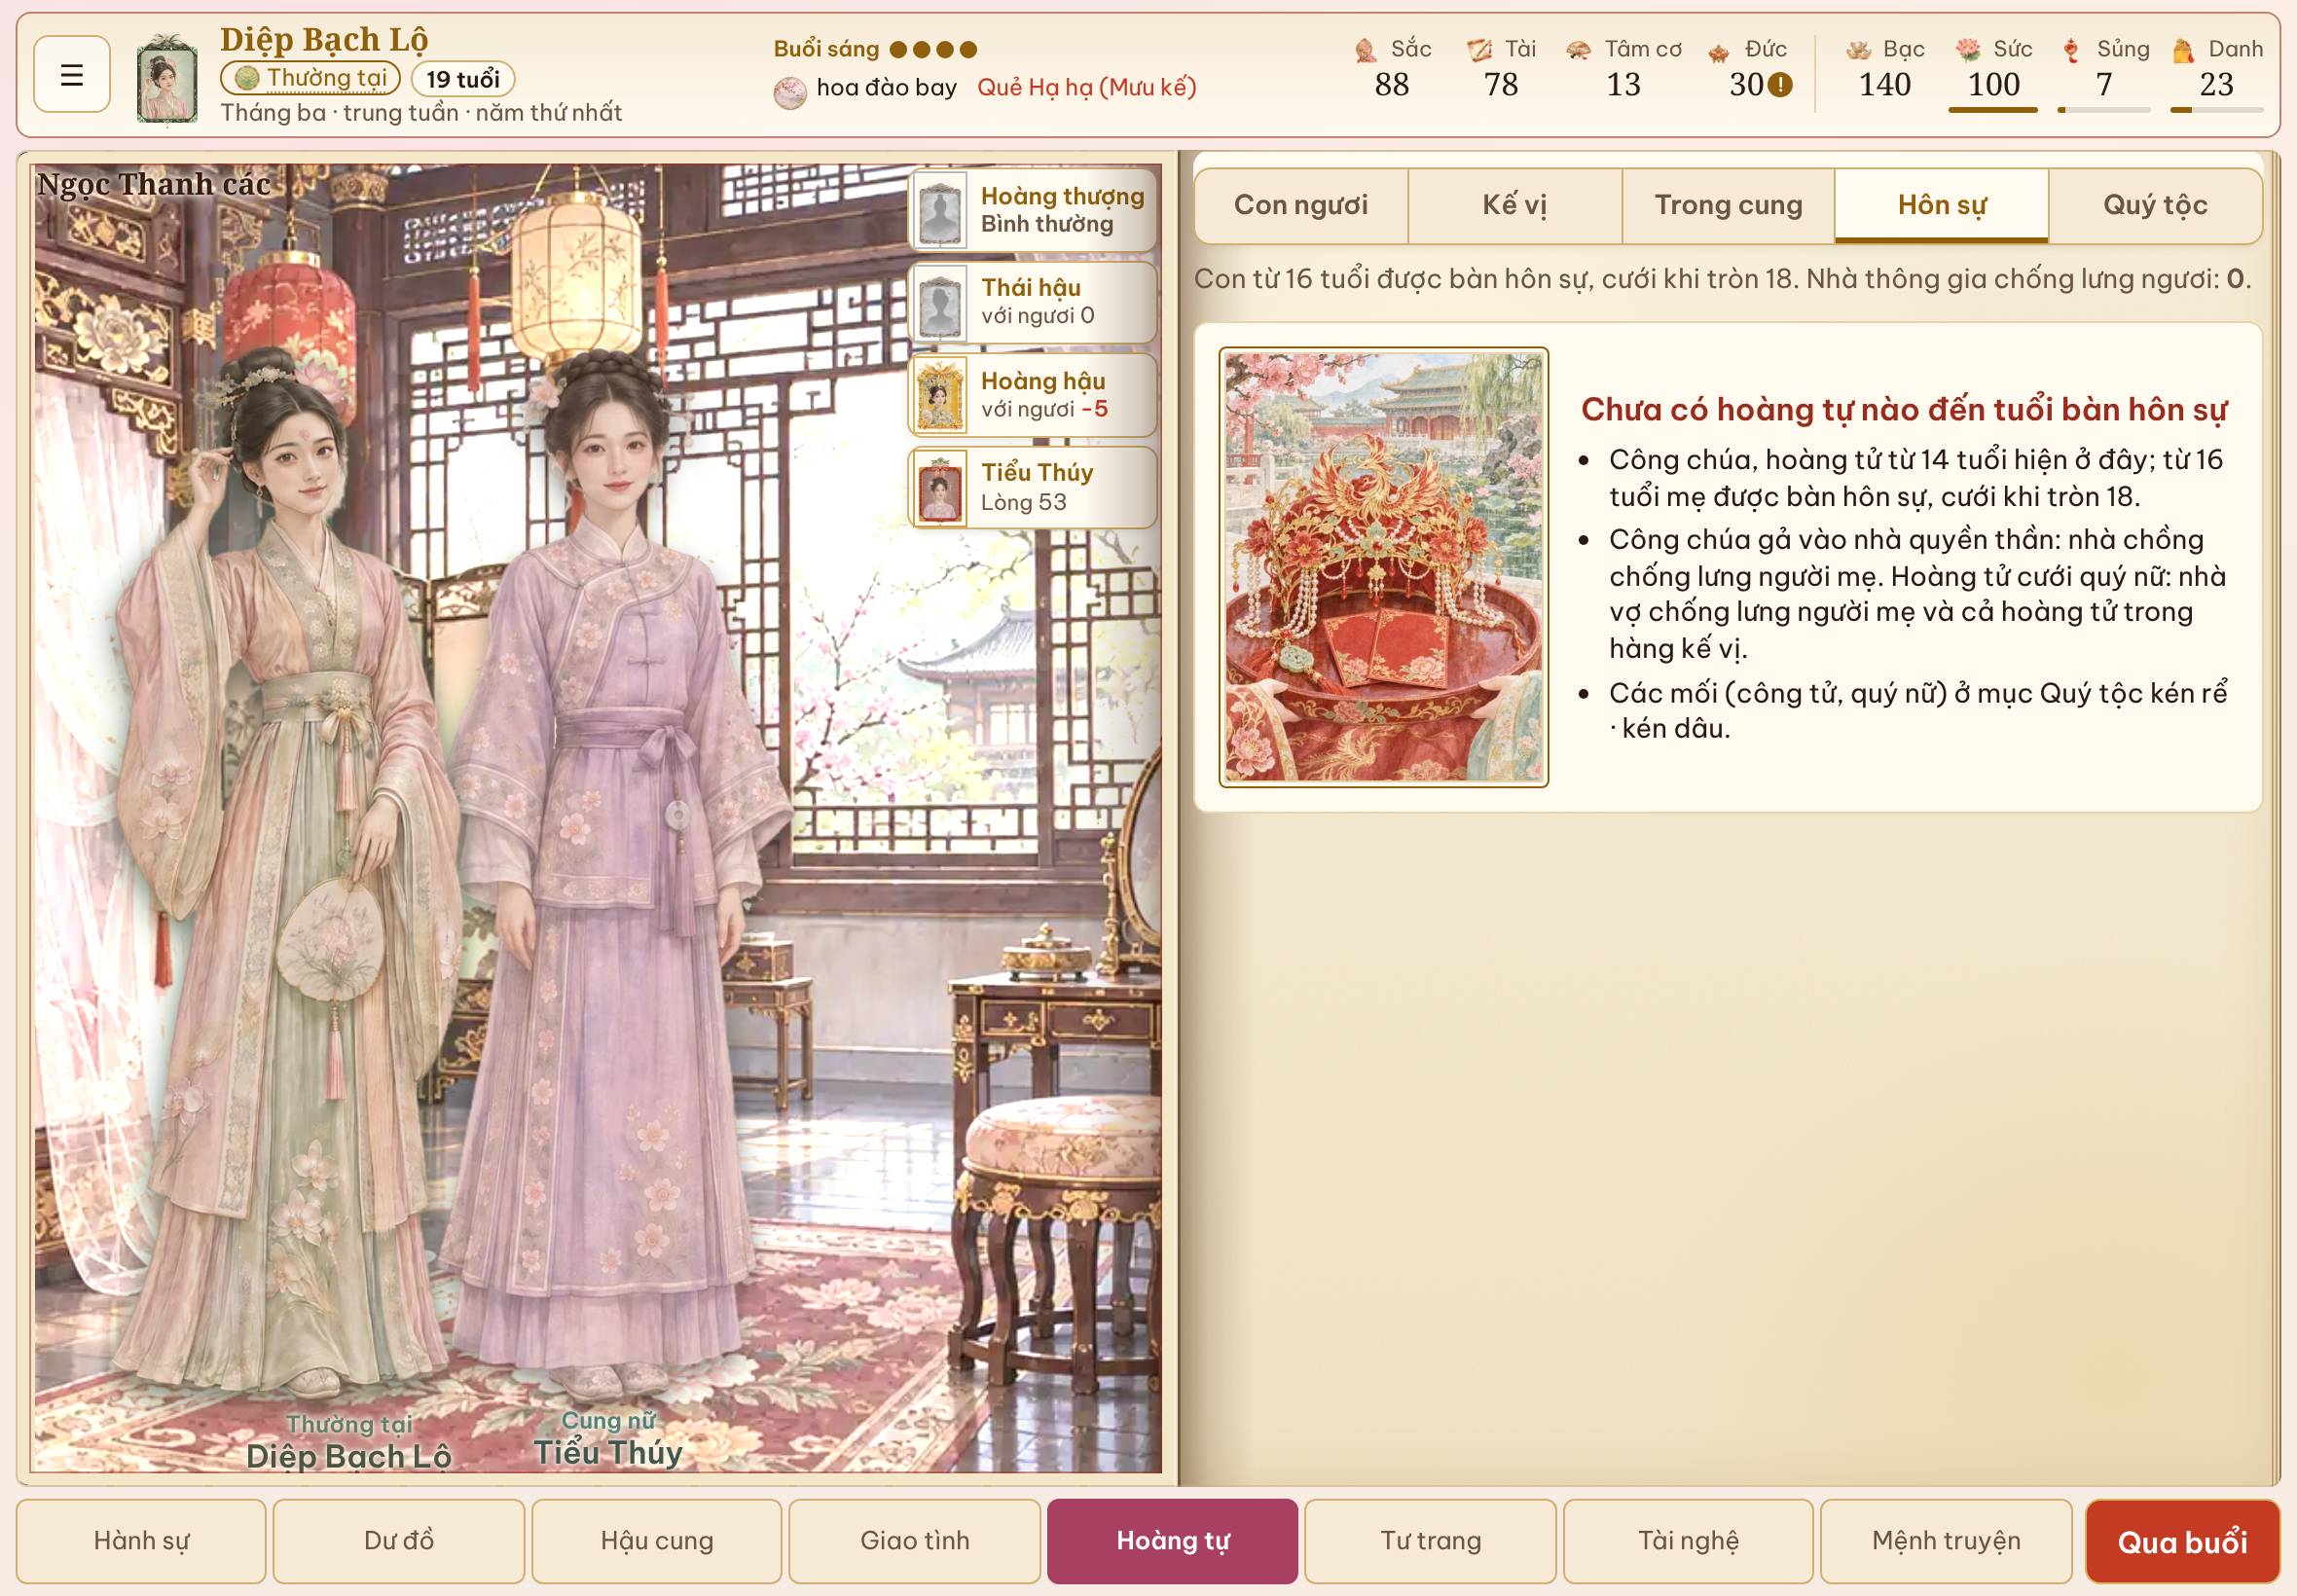 Diệp Bạch Lộ
Thường tại
19 tuổi
Tháng ba · trung tuần · năm thứ nhất
Buổi sáng
hoa đào bay
Quẻ Hạ hạ (Mưu kế)
Sắc
88
Tài
78
Tâm cơ
13
Đức
30
Bạc
140
Sức
100
Sủng
7
Danh
23
Ngọc Thanh các
Hoàng thượng
Bình thường
Thái hậu
với ngươi 0
Hoàng hậu
với ngươi -5
Tiểu Thúy
Lòng 53
Thường tại
Diệp Bạch Lộ
Cung nữ
Tiểu Thúy
Con ngươi
Kế vị
Trong cung
Hôn sự
Quý tộc
Con từ 16 tuổi được bàn hôn sự, cưới khi tròn 18. Nhà thông gia chống lưng ngươi: 0.
Chưa có hoàng tự nào đến tuổi bàn hôn sự
• Công chúa, hoàng tử từ 14 tuổi hiện ở đây; từ 16
tuổi mẹ được bàn hôn sự, cưới khi tròn 18.
• Công chúa gả vào nhà quyền thần: nhà chồng
chống lưng người mẹ. Hoàng tử cưới quý nữ: nhà
vợ chống lưng người mẹ và cả hoàng tử trong
hàng kế vị.
• Các mối (công tử, quý nữ) ở mục Quý tộc kén rể
· kén dâu.
Hành sự
Dư đồ
Hậu cung
Giao tình
Hoàng tự
Tư trang
Tài nghệ
Mệnh truyện
Qua buổi